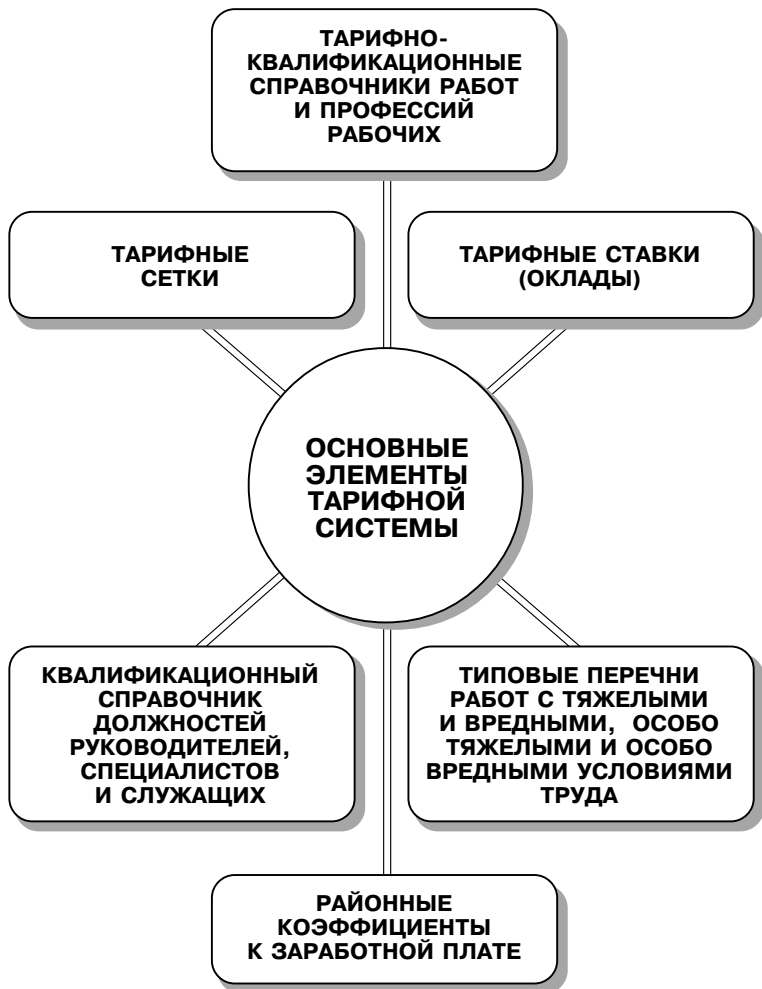 ТАРИФНО-
КВАЛИФИКАЦИОННЫЕ
СПРАВОЧНИКИ РАБОТ
И ПРОФЕССИЙ
РАБОЧИХ
ТАРИФНЫЕ
СЕТКИ
ТАРИФНЫЕ СТАВКИ
(ОКЛАДЫ)
ОСНОВНЫЕ
ЭЛЕМЕНТЫ
ТАРИФНОЙ
СИСТЕМЫ
КВАЛИФИКАЦИОННЫЙ
СПРАВОЧНИК
ДОЛЖНОСТЕЙ
РУКОВОДИТЕЛЕЙ,
СПЕЦИАЛИСТОВ
И СЛУЖАЩИХ
ТИПОВЫЕ ПЕРЕЧНИ
РАБОТ С ТЯЖЕЛЫМИ
И ВРЕДНЫМИ, ОСОБО
ТЯЖЕЛЫМИ И ОСОБО
ВРЕДНЫМИ УСЛОВИЯМИ
ТРУДА
РАЙОННЫЕ
КОЭФФИЦИЕНТЫ
К ЗАРАБОТНОЙ ПЛАТЕ